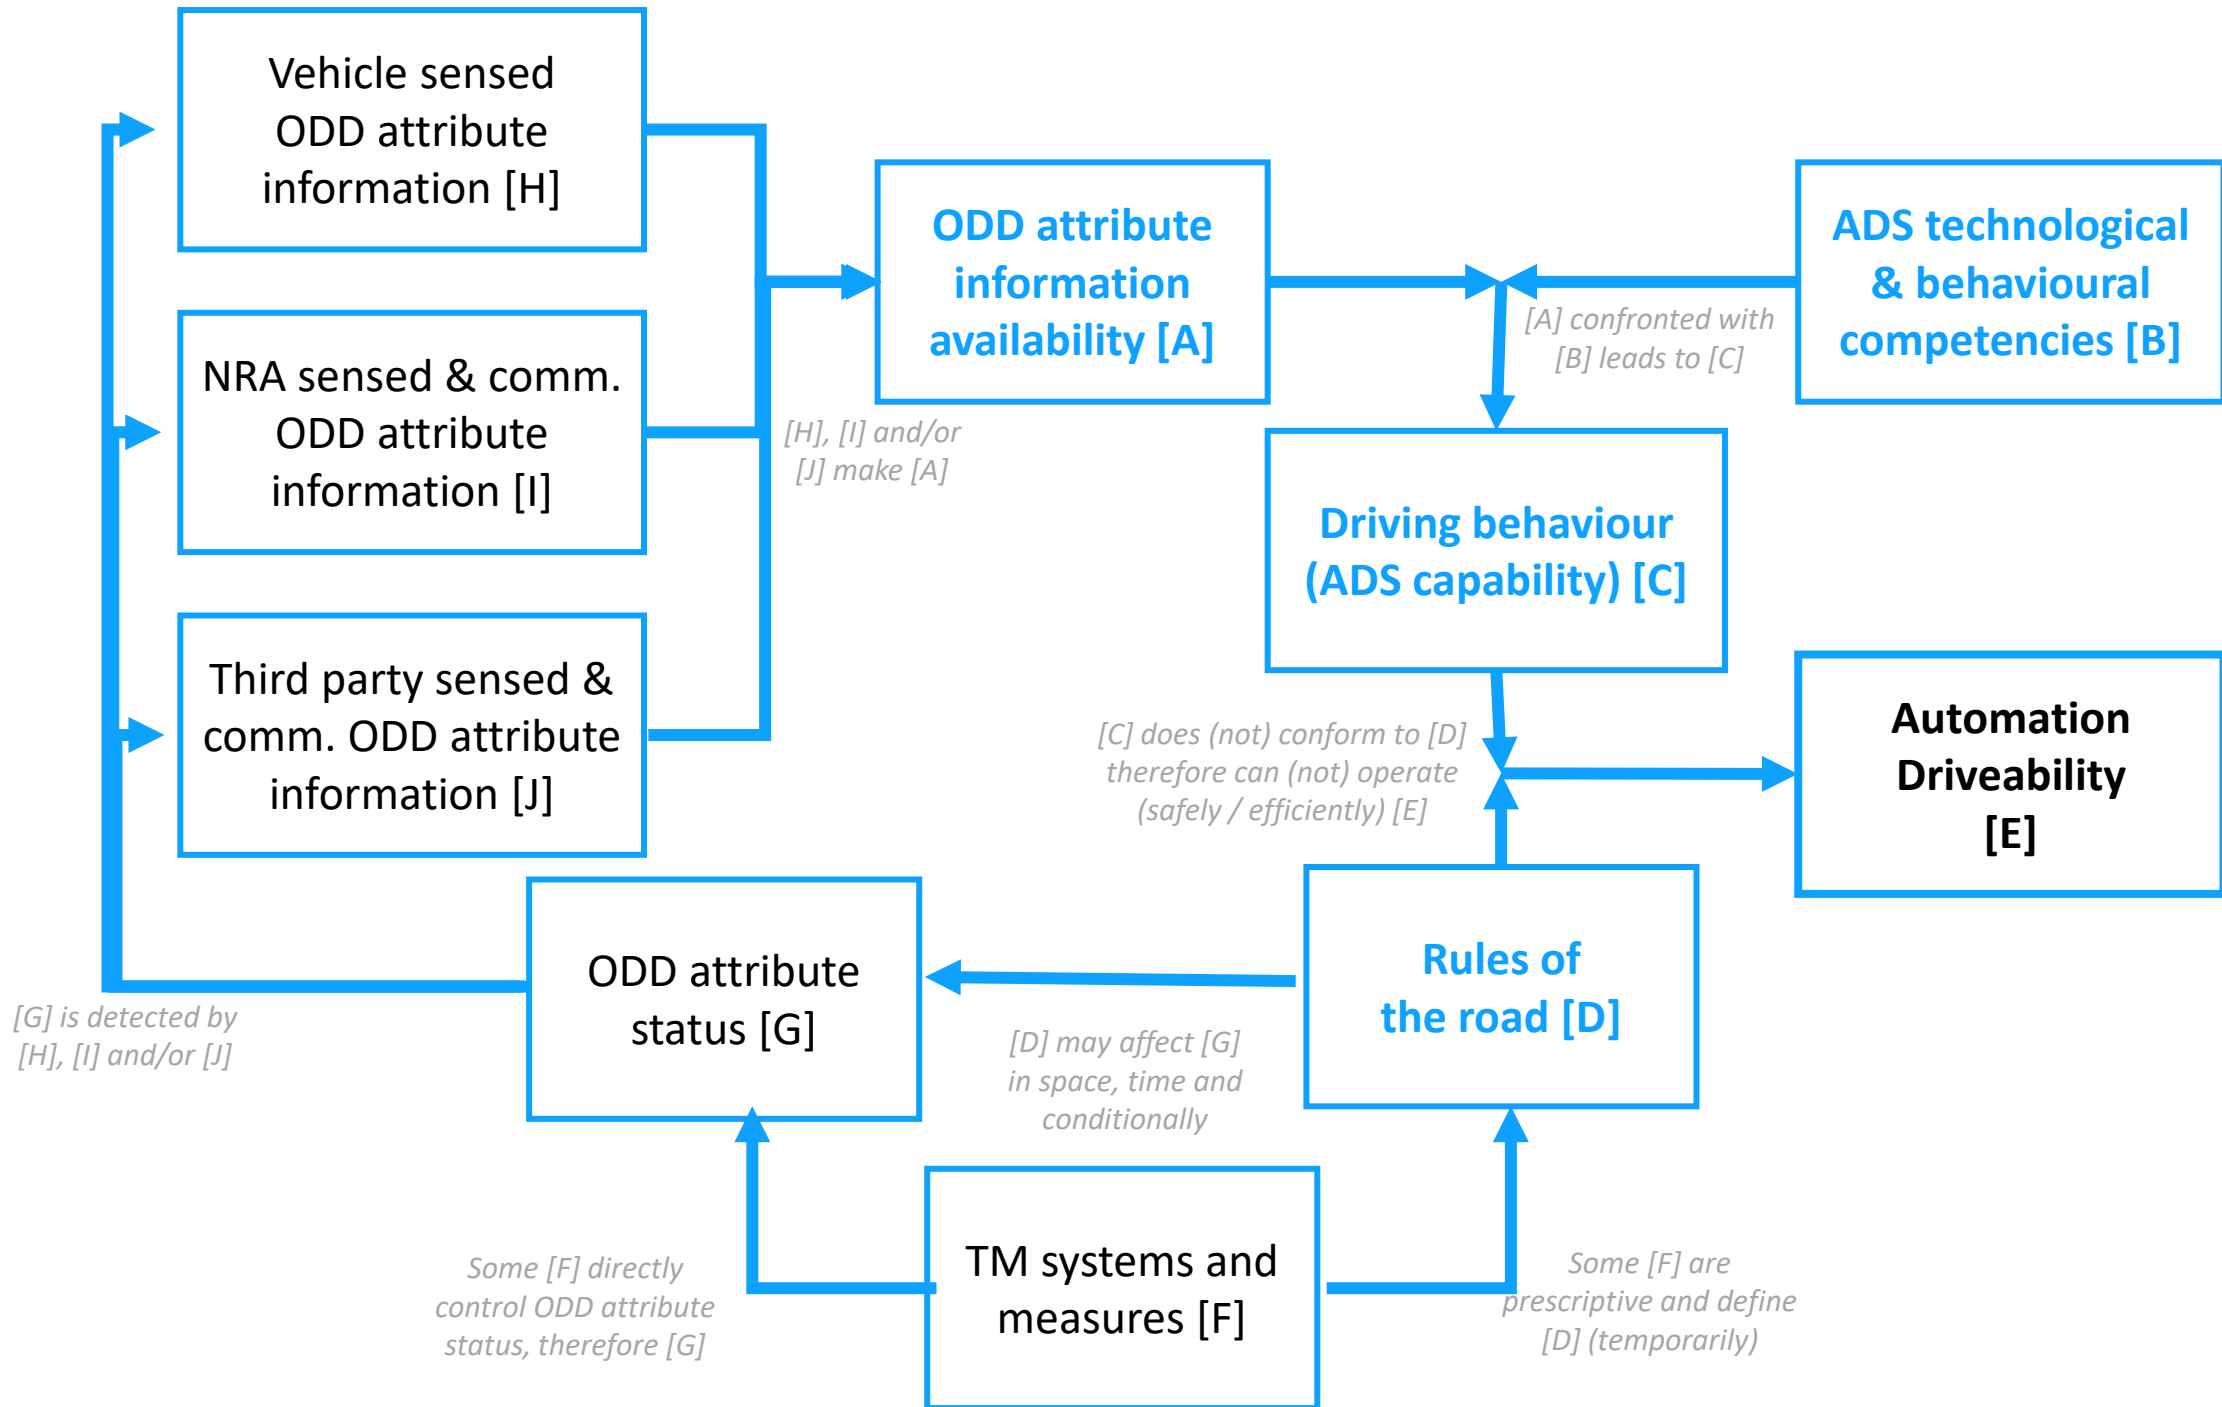 Vehicle sensed
ODD attribute
information [H]
NRA sensed & comm.
ODD attribute
information [I]
Third party sensed &
comm. ODD attribute
information [J]
[H], [I] and/or
[J] make [A]
ODD attribute
information
availability [A]
ADS technological
& behavioural
competencies [B]
[A] confronted with
[B] leads to [C]
Driving behaviour
(ADS capability) [C]
[C] does (not) conform to [D]
therefore can (not) operate
(safely / efficiently) [E]
Automation
Driveability
[E]
Rules of
the road [D]
ODD attribute
status [G]
[G] is detected by
[H], [I] and/or [J]
[D] may affect [G]
in space, time and
conditionally
TM systems and
measures [F]
Some [F] directly
control ODD attribute
status, therefore [G]
Some [F] are
prescriptive and define
[D] (temporarily)